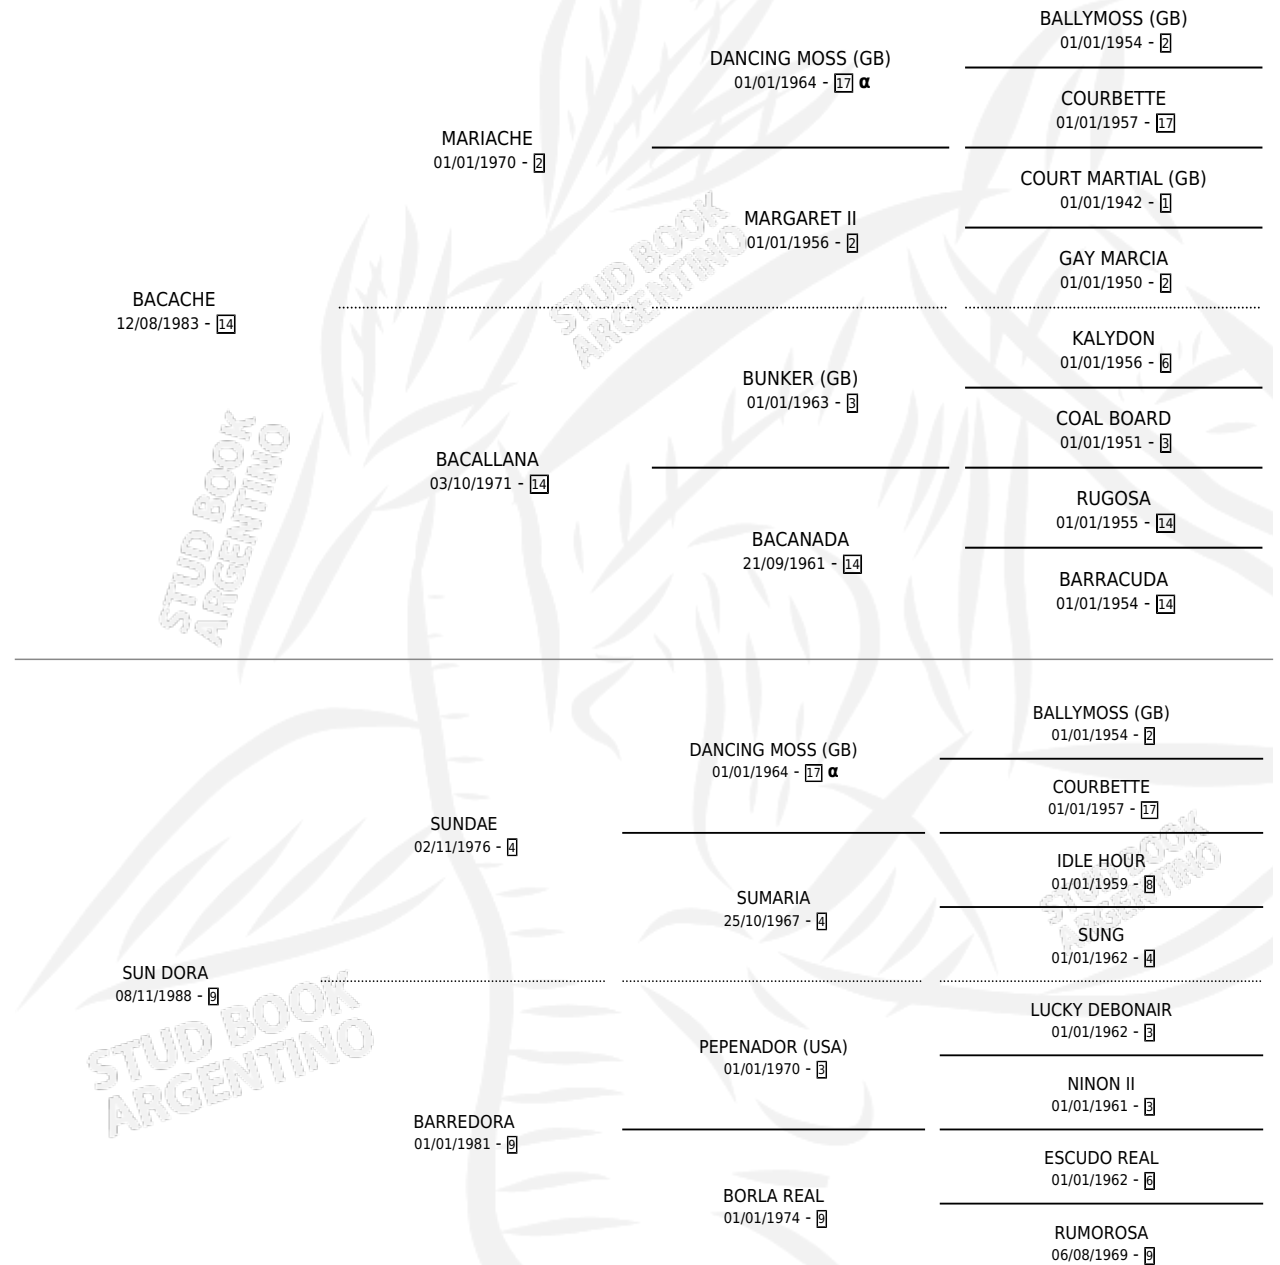 BALLYMOSS (GB)
01/01/1954 - 2
DANCING MOSS (GB)
01/01/1964 - 17 α
COURBETTE
01/01/1957 - 17
MARIACHE
01/01/1970 - 2
COURT MARTIAL (GB)
01/01/1942 - 1
MARGARET II
01/01/1956 - 2
GAY MARCIA
01/01/1950 - 2
BACACHE
12/08/1983 - 14
KALYDON
01/01/1956 - 6
BUNKER (GB)
01/01/1963 - 3
COAL BOARD
01/01/1951 - 3
BACALLANA
03/10/1971 - 14
RUGOSA
01/01/1955 - 14
BACANADA
21/09/1961 - 14
BARRACUDA
01/01/1954 - 14
STUD BOOK
ARGENTINO
STUD BOOK
ARGENTINO
BALLYMOSS (GB)
01/01/1954 - 2
DANCING MOSS (GB)
01/01/1964 - 17 α
COURBETTE
01/01/1957 - 17
SUNDAE
02/11/1976 - 4
IDLE HOUR
01/01/1959 - 8
SUMARIA
25/10/1967 - 4
SUNG
01/01/1962 - 4
SUN DORA
08/11/1988 - 9
LUCKY DEBONAIR
01/01/1962 - 3
PEPENADOR (USA)
01/01/1970 - 3
NINON II
01/01/1961 - 3
BARREDORA
01/01/1981 - 9
ESCUDO REAL
01/01/1962 - 6
BORLA REAL
01/01/1974 - 9
RUMOROSA
06/08/1969 - 9
STUD BOOK
ARGENTINO
STUD BOOK
ARGENTINO